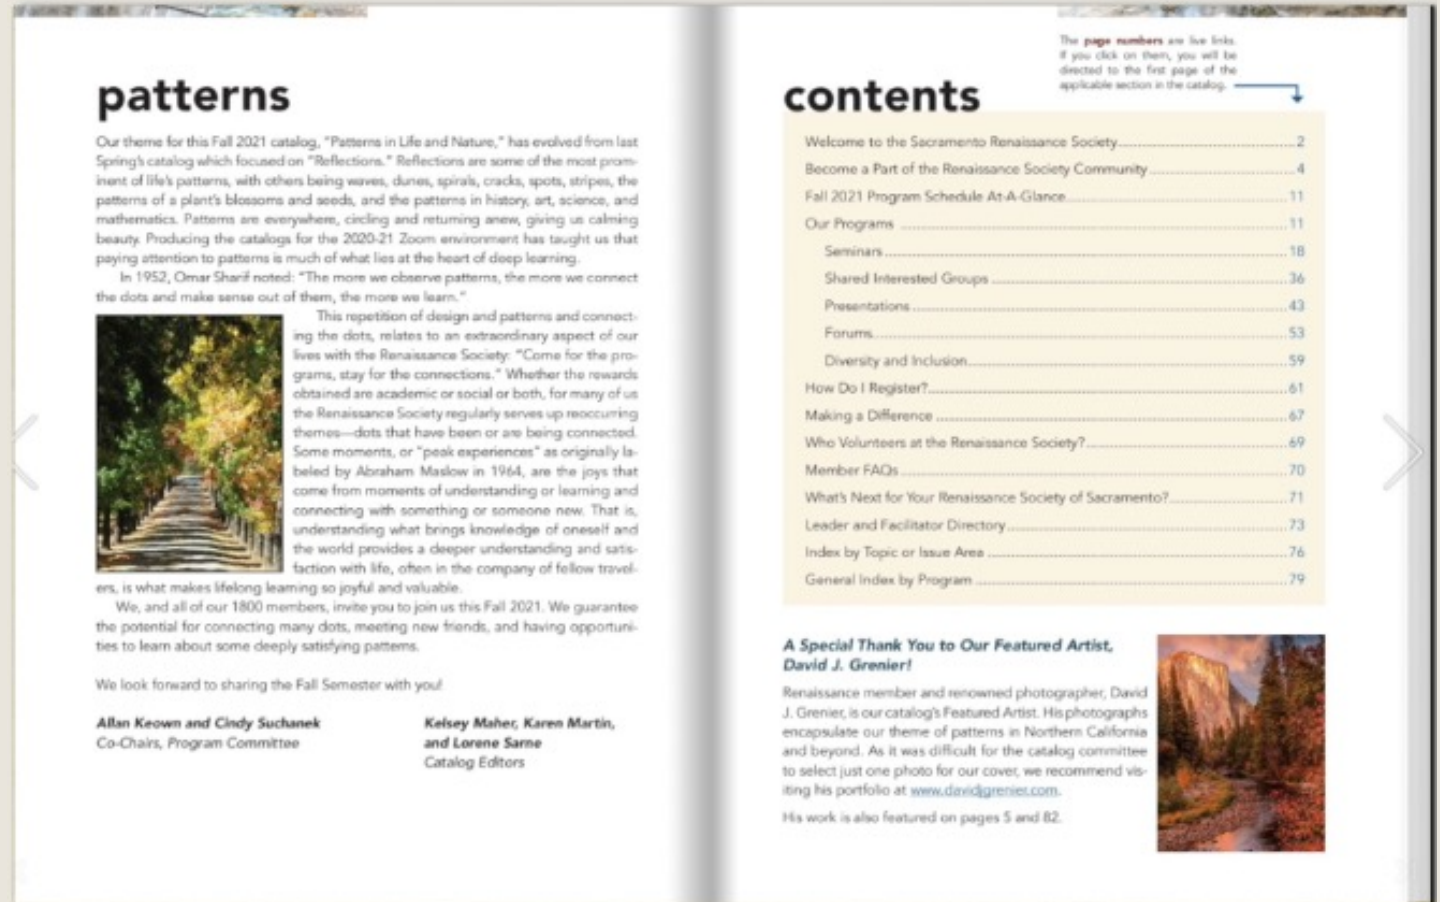 patterns
Our theme for this Fall 2021 catalog, "Patterns in Life and Nature," has evolved from last
Spring's catalog which focused on "Reflections." Reflections are some of the most prom-
inent of life's patterns, with others being waves, dunes, spirals, cracks, spots, stripes, the
patterns of a plant's blossoms and seeds, and the patterns in history, art, science, and
mathematics. Patterns are everywhere, circling and returning anew, giving us calming
beauty. Producing the catalogs for the 2020-21 Zoom environment has taught us that
paying attention to patterns is much of what lies at the heart of deep learning.
In 1952, Omar Sharif noted: "The more we observe patterns, the more we connect
the dots and make sense out of them, the more we learn."
This repetition of design and patterns and connect-
ing the dots, relates to an extraordinary aspect of our
lives with the Renaissance Society: "Come for the pro-
grams, stay for the connections." Whether the rewards
obtained are academic or social or both, for many of us
the Renaissance Society regularly serves up reoccurring
themes—dots that have been or are being connected.
Some moments, or "peak experiences" as originally la-
beled by Abraham Maslow in 1964, are the joys that
come from moments of understanding or learning and
connecting with something or someone new. That is,
understanding what brings knowledge of oneself and
the world provides a deeper understanding and satis-
faction with life, often in the company of fellow travel-
ers, is what makes lifelong learning so joyful and valuable.
We, and all of our 1800 members, invite you to join us this Fall 2021. We guarantee
the potential for connecting many dots, meeting new friends, and having opportuni-
ties to learn about some deeply satisfying patterns.
We look forward to sharing the Fall Semester with you!
Allan Keown and Cindy Suchanek
Co-Chairs, Program Committee
Kelsey Maher, Karen Martin,
and Lorene Sarne
Catalog Editors
The page numbers are live links.
If you click on them, you will be
directed to the first page of the
applicable section in the catalog.
contents
Welcome to the Sacramento Renaissance Society 2
Become a Part of the Renaissance Society Community 4
Fall 2021 Program Schedule At-A-Glance 11
Our Programs 11
Seminars 18
Shared Interested Groups 36
Presentations 43
Forums 53
Diversity and Inclusion 59
How Do I Register? 61
Making a Difference 67
Who Volunteers at the Renaissance Society? 69
Member FAQs 70
What's Next for Your Renaissance Society of Sacramento? 71
Leader and Facilitator Directory 73
Index by Topic or Issue Area 76
General Index by Program 79
A Special Thank You to Our Featured Artist,
David J. Grenier!
Renaissance member and renowned photographer, David
J. Grenier, is our catalog's Featured Artist. His photographs
encapsulate our theme of patterns in Northern California
and beyond. As it was difficult for the catalog committee
to select just one photo for our cover, we recommend vis-
iting his portfolio at www.davidjgrenier.com.
His work is also featured on pages 5 and 82.